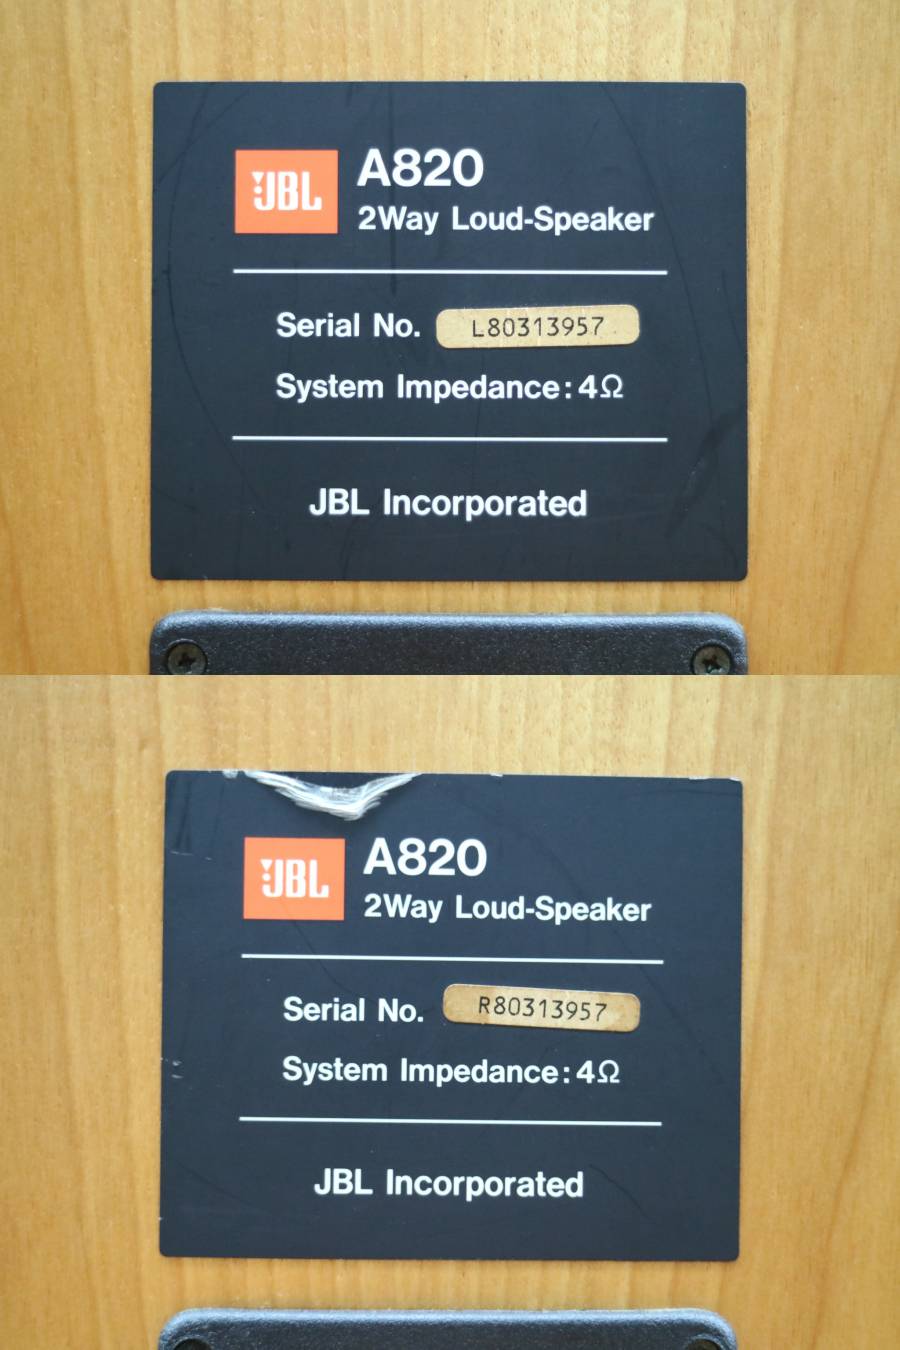 JBL
A820
2Way Loud-Speaker
Serial No. L80313957
System Impedance: 4Ω
JBL Incorporated
JBL
A820
2Way Loud-Speaker
Serial No. R80313957
System Impedance: 4Ω
JBL Incorporated